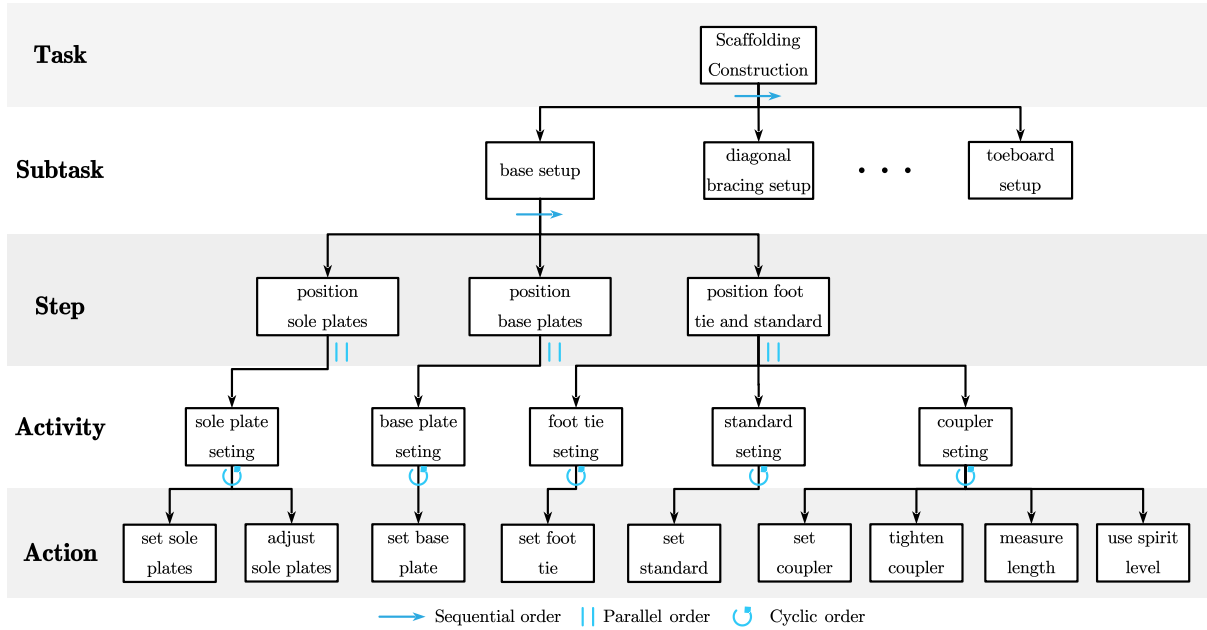 Task
Scaffolding
Construction
Subtask
base setup
diagonal
bracing setup
. . .
toeboard
setup
Step
position
sole plates
position
base plates
position foot
tie and standard
Activity
sole plate
seting
base plate
seting
foot tie
seting
standard
seting
coupler
seting
Action
set sole
plates
adjust
sole plates
set base
plate
set foot
tie
set
standard
set
coupler
tighten
coupler
measure
length
use spirit
level
Sequential order
Parallel order
Cyclic order